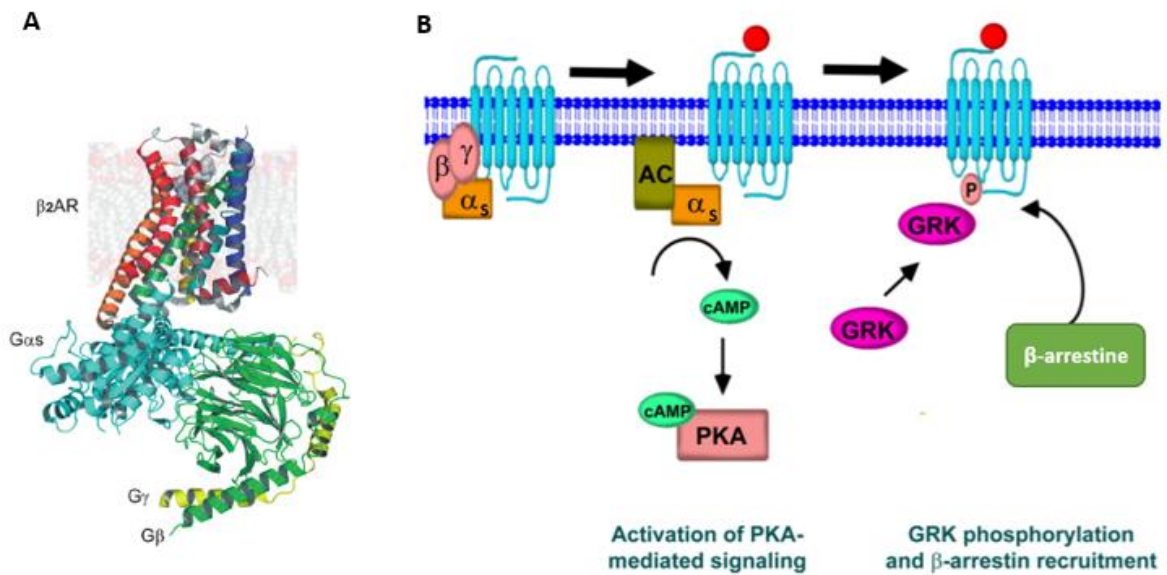 A
B
β2AR
Gαs
Gγ
Gβ
β
γ
αs
AC
αs
cAMP
cAMP
PKA
P
GRK
GRK
β-arrestine
Activation of PKA-
mediated signaling
GRK phosphorylation
and β-arrestin recruitment